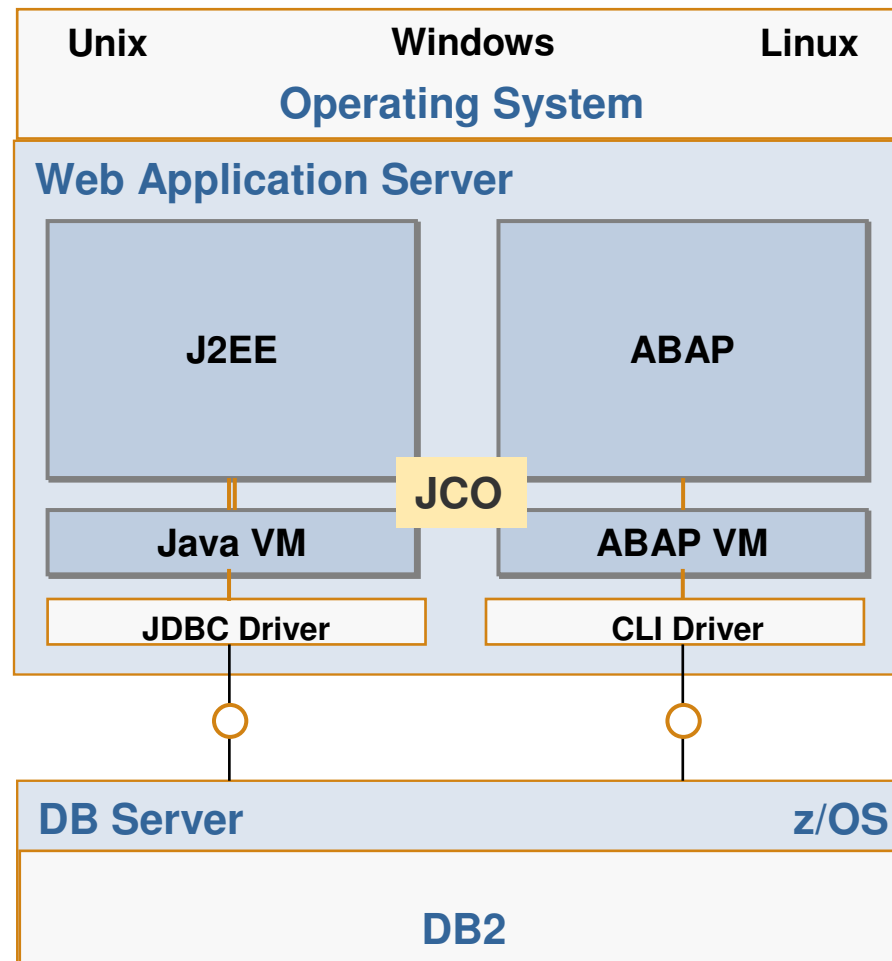 Unix Windows Linux
Operating System
Web Application Server
J2EE ABAP
JCO
Java VM ABAP VM
JDBC Driver CLI Driver
DB Server z/OS
DB2